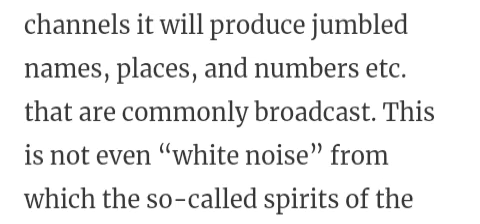 channels it will produce jumbled
names, places, and numbers etc.
that are commonly broadcast. This
is not even “white noise” from
which the so-called spirits of the